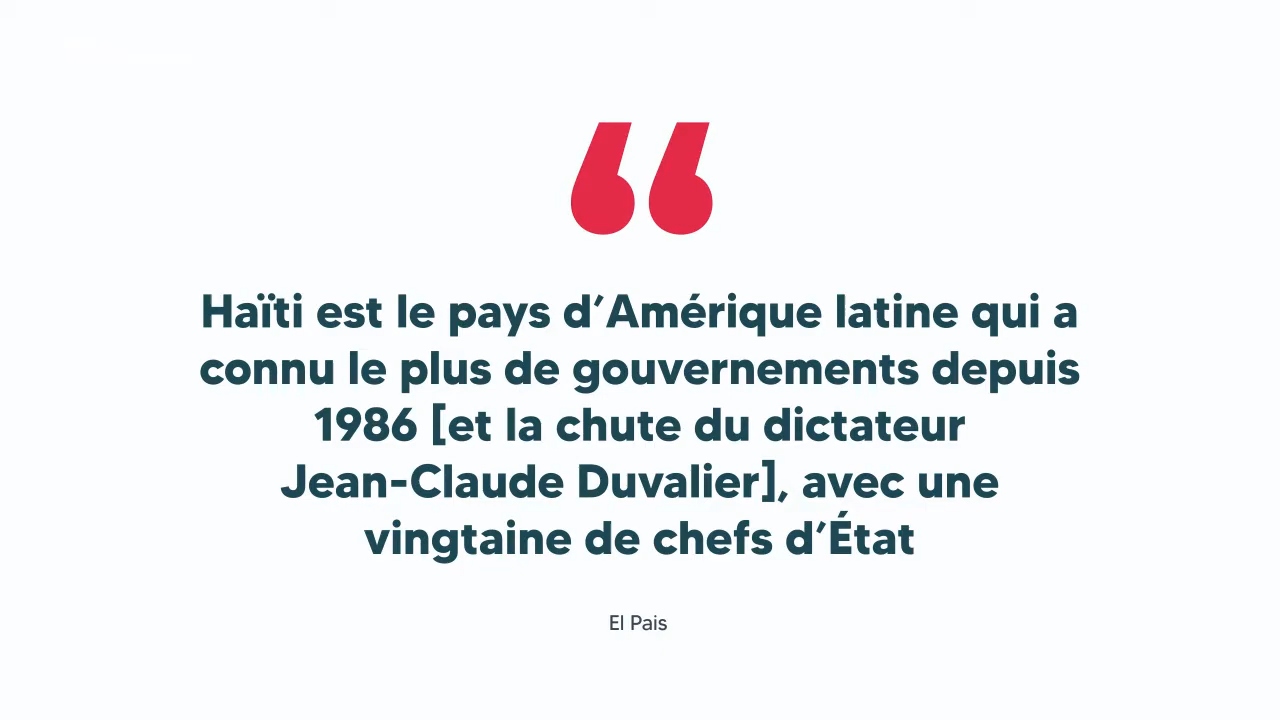 “
Haïti est le pays d’Amérique latine qui a
connu le plus de gouvernements depuis
1986 [et la chute du dictateur
Jean-Claude Duvalier], avec une
vingtaine de chefs d’État
El Pais